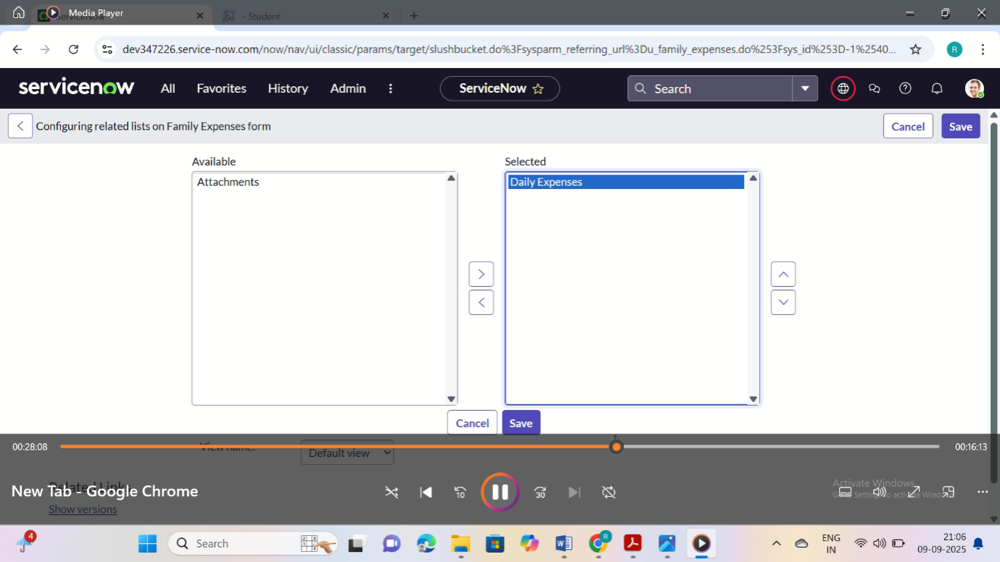 Media Player
ServiceNow
- Student
dev347226.service-now.com/now/nav/ui/classic/params/target/slushbucket.do%3Fsysparm_referring_url%3Du_family_expenses.do%253Fsys_id%253D-1%2540...
R
servicenow
All
Favorites
History
Admin
ServiceNow
Search
Configuring related lists on Family Expenses form
Cancel
Save
Available
Selected
Attachments
Daily Expenses
Cancel
Save
00:28:08
00:16:13
View name:
Default view
Related Links
New Tab - Google Chrome
10
30
Activate Windows
Go to Settings to activate Windows.
Show versions
4
Search
R
ENG
IN
21:06
09-09-2025